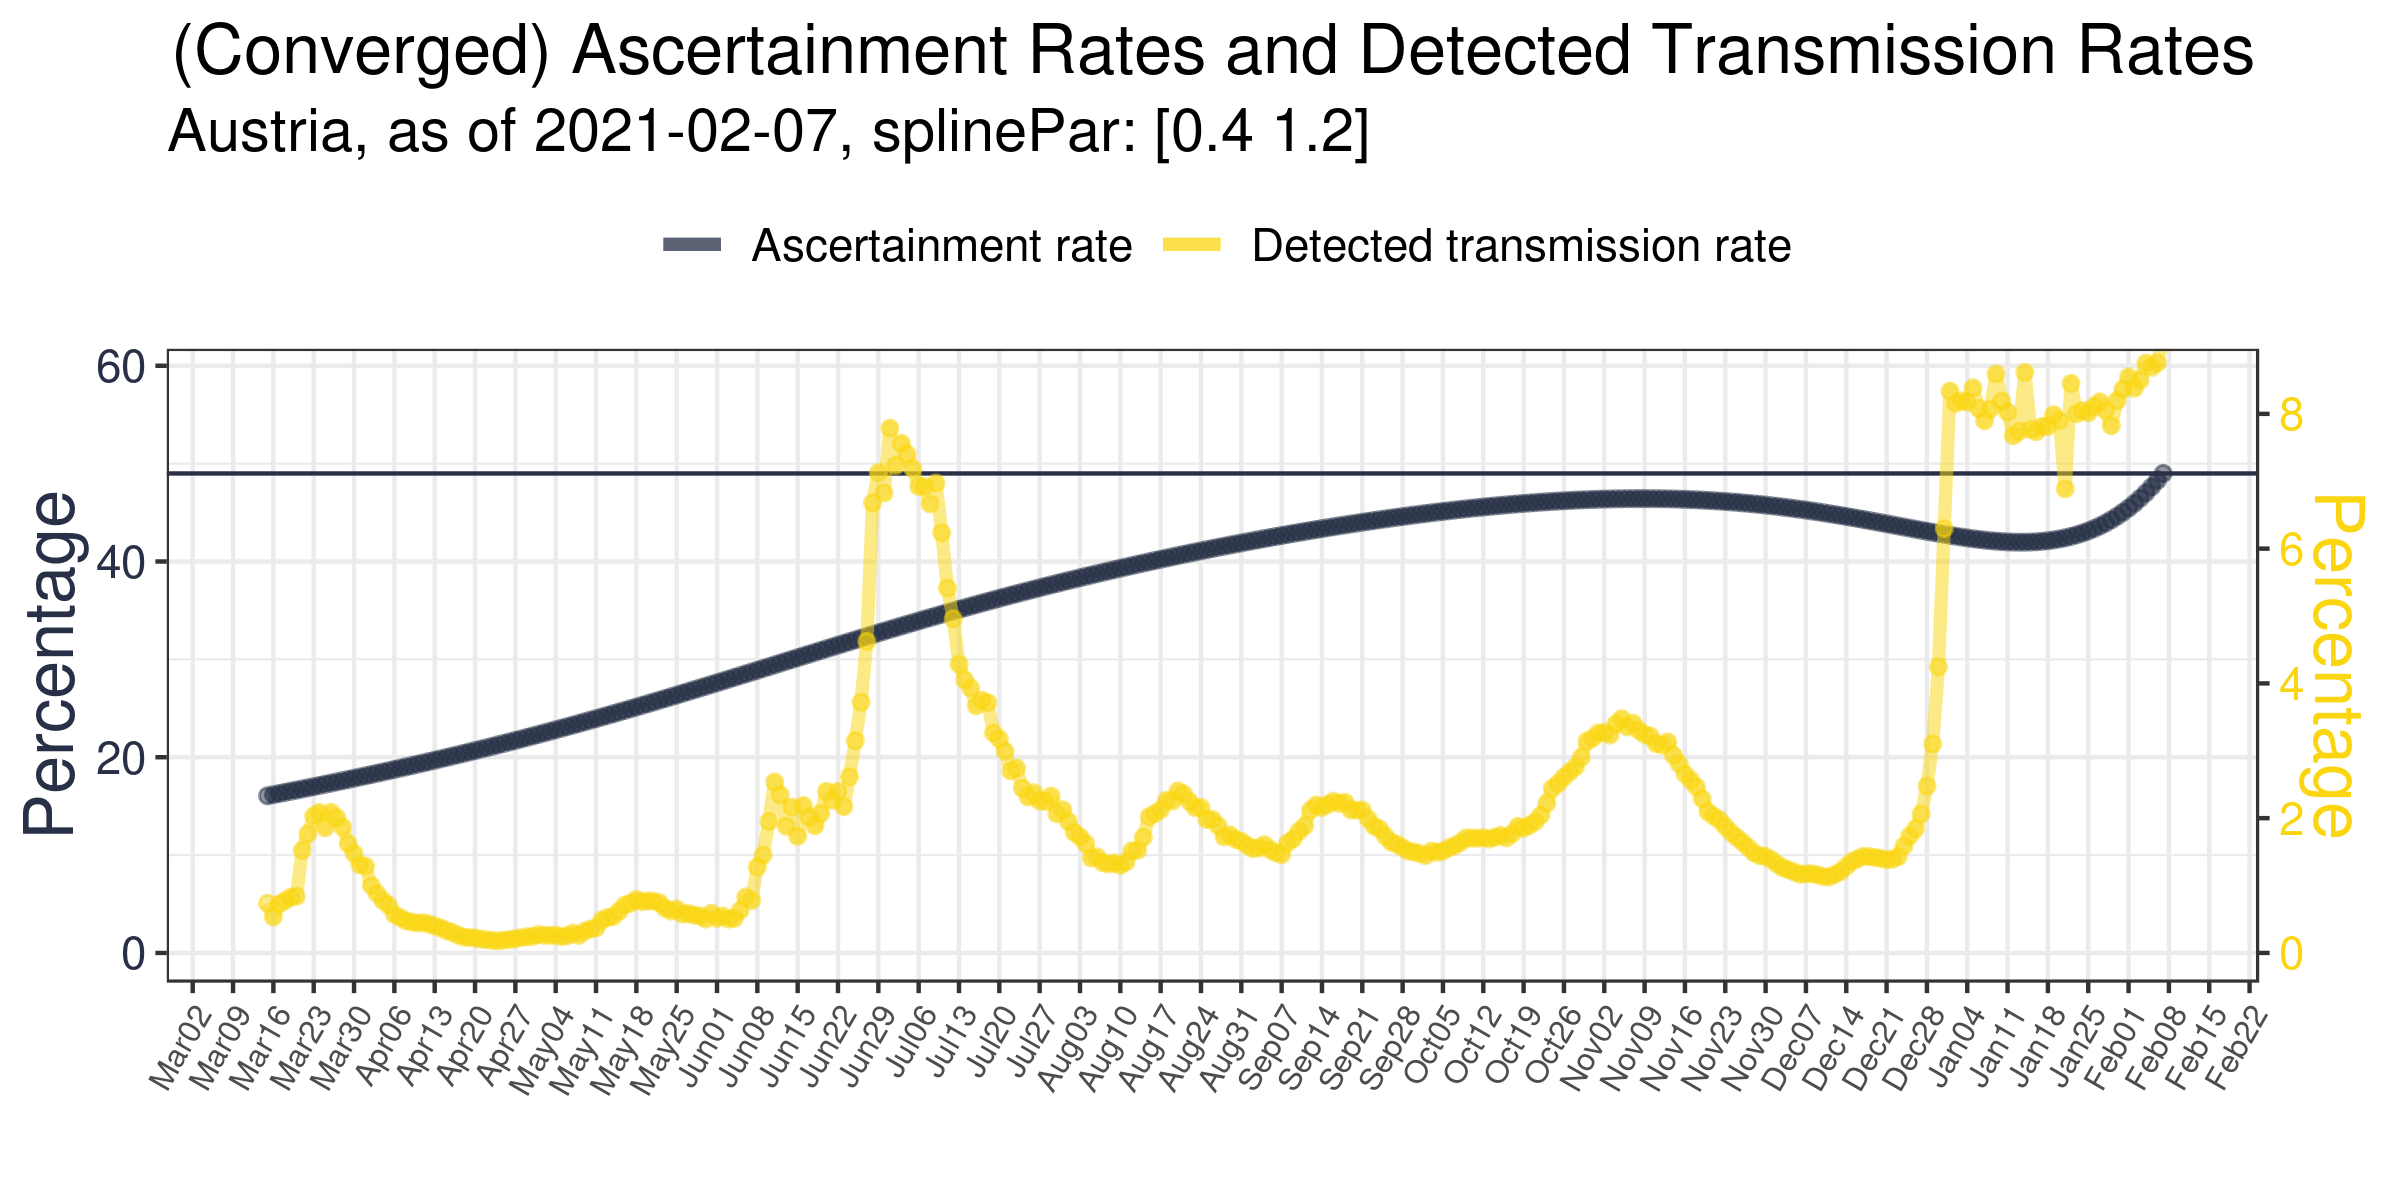 (Converged) Ascertainment Rates and Detected Transmission Rates
Austria, as of 2021-02-07, splinePar: [0.4 1.2]
Ascertainment rate Detected transmission rate
Percentage
60
40
20
0
8
6
4
2
0
Percentage
Mar02 Mar09 Mar16 Mar23 Mar30 Apr06 Apr13 Apr20 Apr27 May04 May11 May18 May25 Jun01 Jun08 Jun15 Jun22 Jun29 Jul06 Jul13 Jul20 Jul27 Aug03 Aug10 Aug17 Aug24 Aug31 Sep07 Sep14 Sep21 Sep28 Oct05 Oct12 Oct19 Oct26 Nov02 Nov09 Nov16 Nov23 Nov30 Dec07 Dec14 Dec21 Dec28 Jan04 Jan11 Jan18 Jan25 Feb01 Feb08 Feb15 Feb22